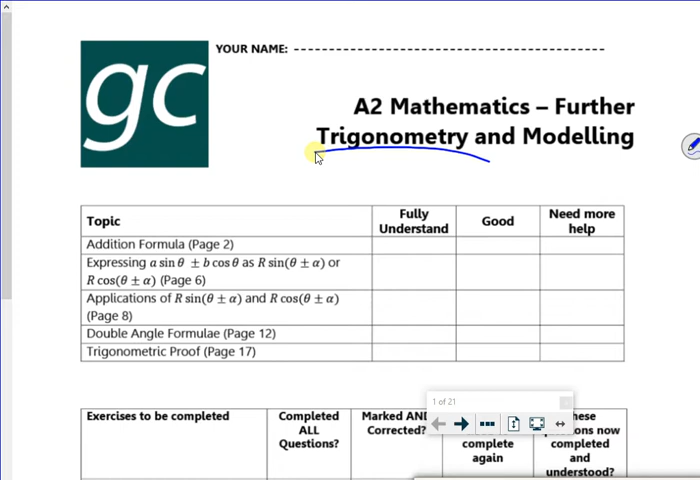 gc
YOUR NAME: ------------------------------------------
A2 Mathematics – Further
Trigonometry and Modelling
Topic
Fully
Understand
Good
Need more
help
Addition Formula (Page 2)
Expressing a sin θ ± b cos θ as R sin(θ ± α) or
R cos(θ ± α) (Page 6)
Applications of R sin(θ ± α) and R cos(θ ± α)
(Page 8)
Double Angle Formulae (Page 12)
Trigonometric Proof (Page 17)
1 of 21
Exercises to be completed
Completed
ALL
Questions?
Marked AND
Corrected?
complete
again
now
completed
and
understood?